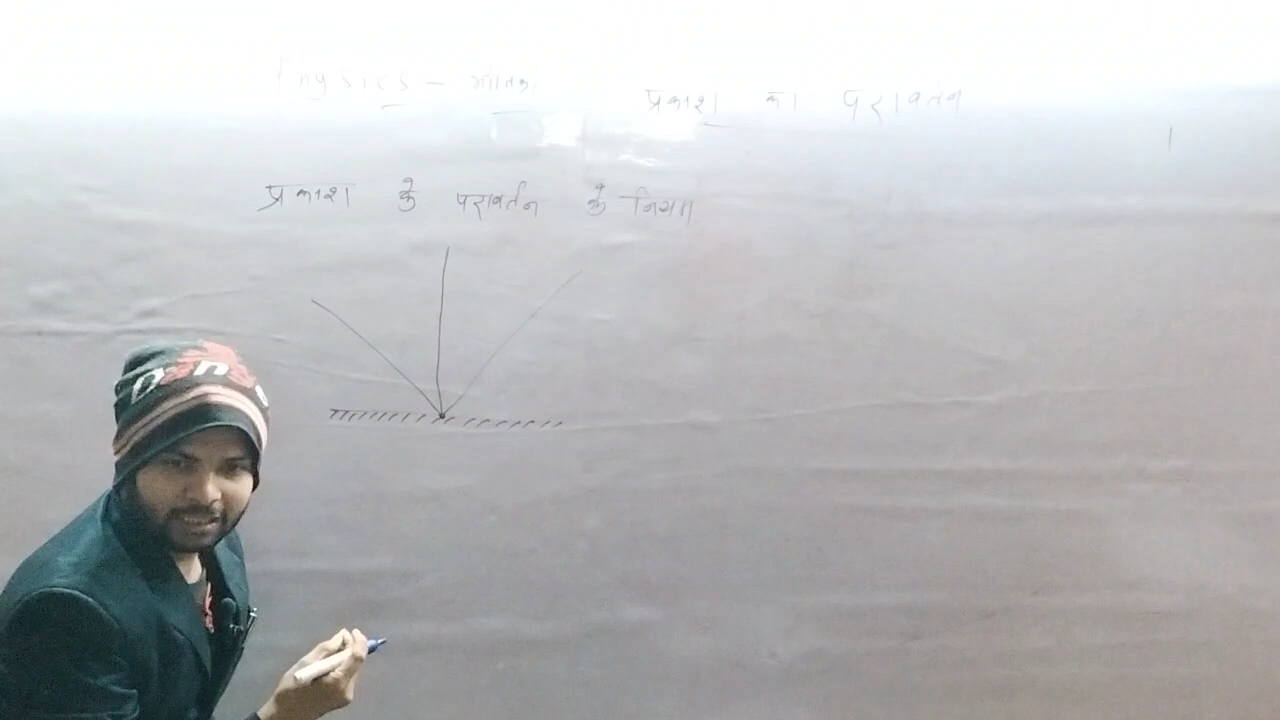 Physics – भौतिकी
प्रकाश का परावर्तन
प्रकाश के परावर्तन के नियम